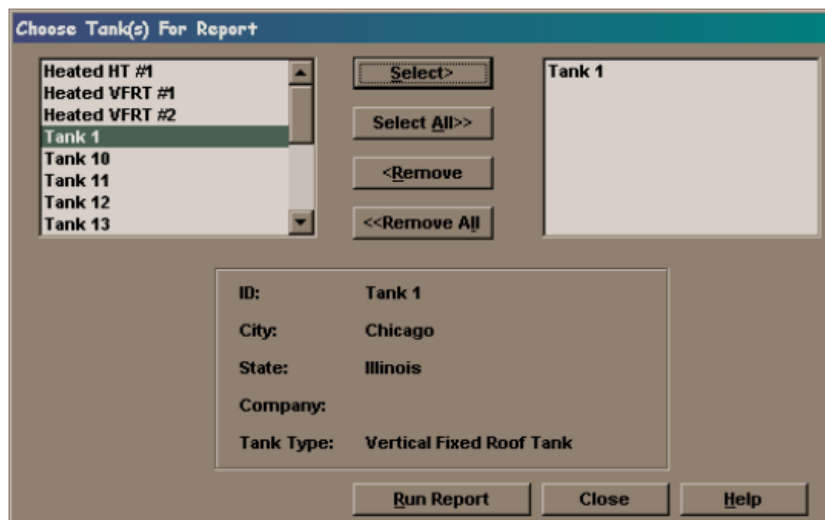 Choose Tank(s) For Report
Heated HT #1
Heated VFRT #1
Heated VFRT #2
Tank 1
Tank 10
Tank 11
Tank 12
Tank 13
Select>
Select All>>
<Remove
<<Remove All
Tank 1
ID: Tank 1
City: Chicago
State: Illinois
Company:
Tank Type: Vertical Fixed Roof Tank
Run Report Close Help